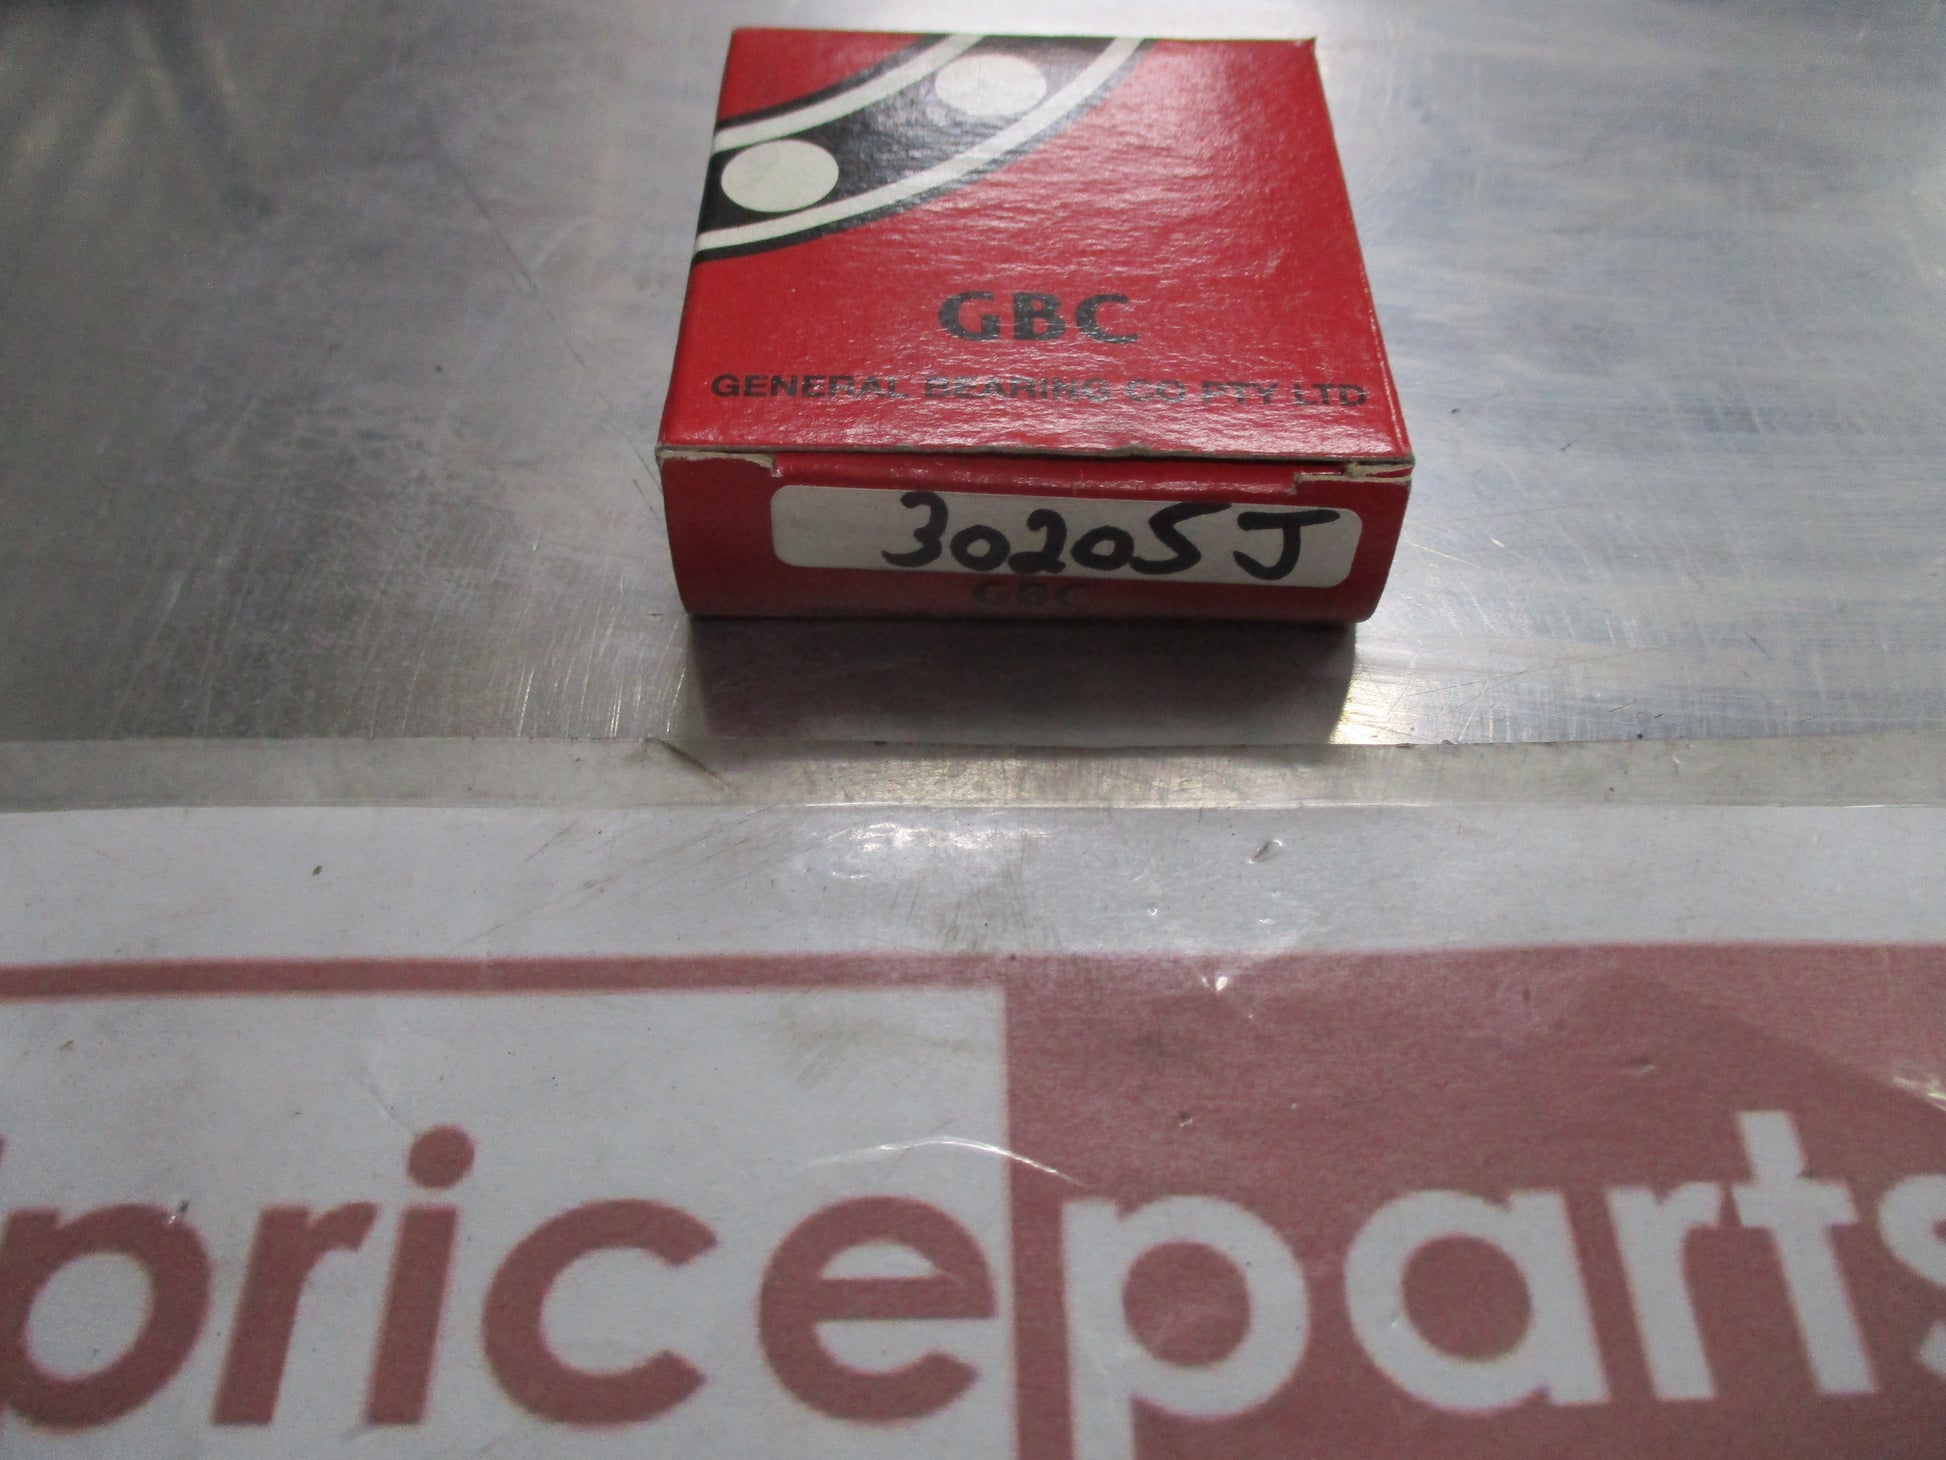 GBC
GENERAL BEARING CO PTY LTD
30205J
GBC
priceparts